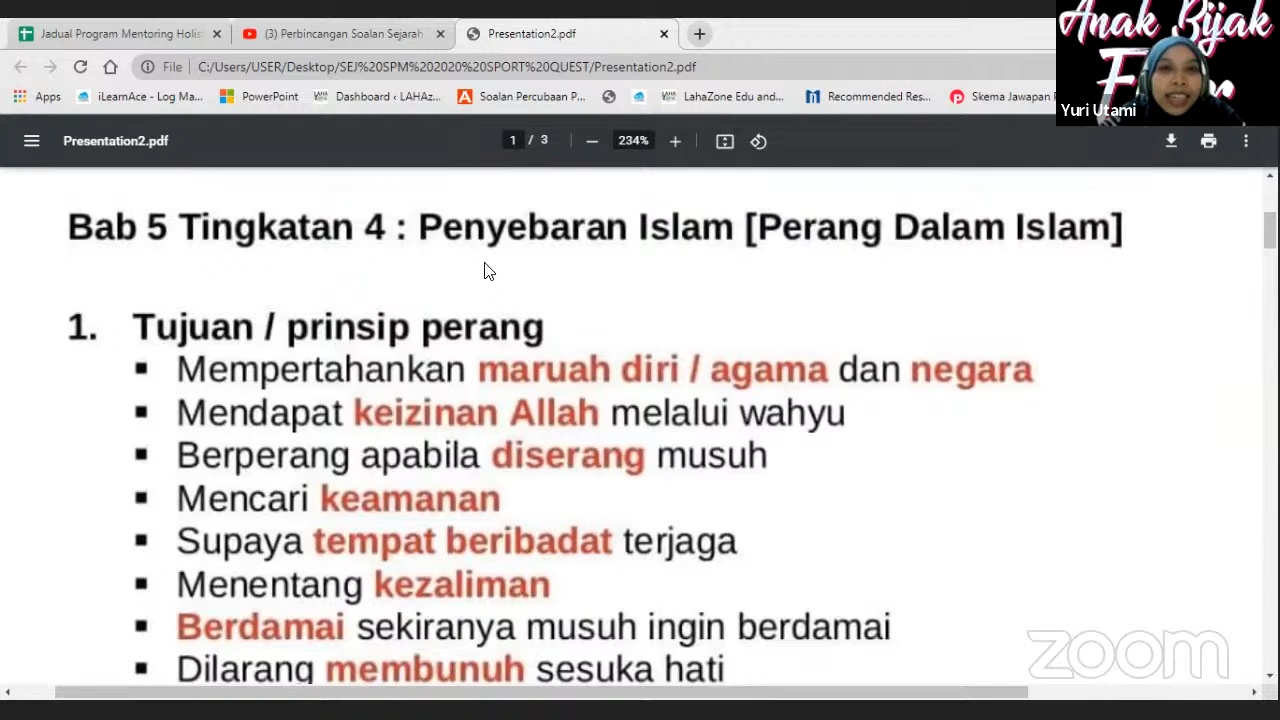 Jadual Program Mentoring Holis
(3) Perbincangan Soalan Sejarah
Presentation2.pdf
File
C:/Users/USER/Desktop/SEJ%20SPM
%20SPORT%20QUEST/Presentation2.pdf
Apps
iLearnAce - Log Ma...
PowerPoint
Dashboard ‹ LAHAz...
Soalan Percubaan P...
LahaZone Edu and...
Recommended Res...
Skema Jawapan
Anak Bijak
Yuri Utami
Presentation2.pdf
1 / 3
234%
Bab 5 Tingkatan 4 : Penyebaran Islam [Perang Dalam Islam]
1. Tujuan / prinsip perang
▪ Mempertahankan maruah diri / agama dan negara
▪ Mendapat keizinan Allah melalui wahyu
▪ Berperang apabila diserang musuh
▪ Mencari keamanan
▪ Supaya tempat beribadat terjaga
▪ Menentang kezaliman
▪ Berdamai sekiranya musuh ingin berdamai
▪ Dilarang membunuh sesuka hati
zoom